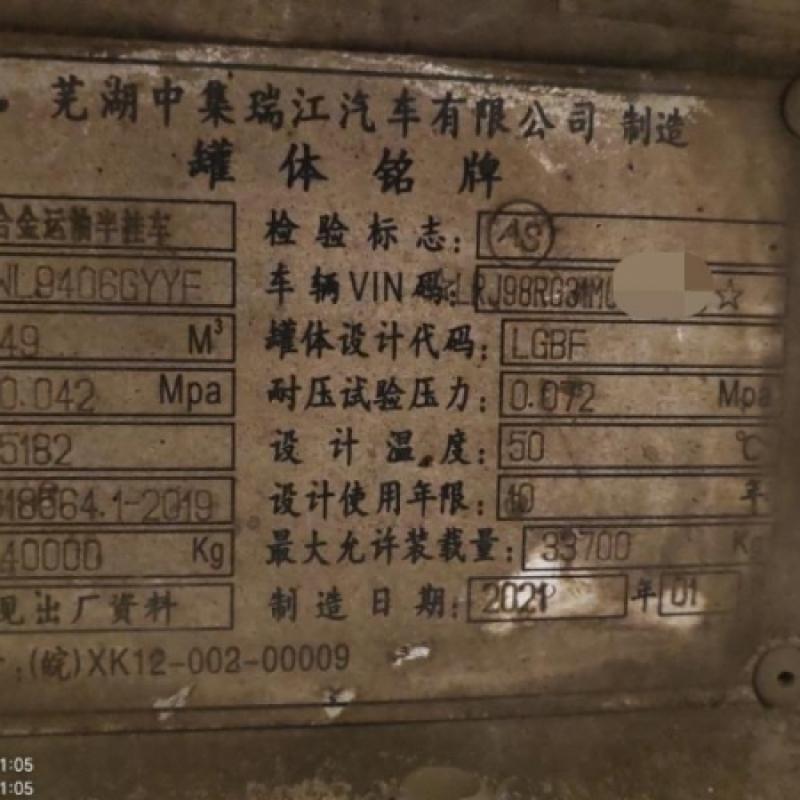 芜湖中集瑞江汽车有限公司 制造
罐体铭牌
合金运输半挂车 检验标志: AS
WL9406GYYF 车辆VIN码: LRJ98RG3 ☆
49 M³ 罐体设计代码: LGBF
0.042 Mpa 耐压试验压力: 0.072 Mpa
5182 设计温度: 50 ℃
18564.1-2019 设计使用年限: 10 年
40000 Kg 最大允许装载量: 33700 Kg
见出厂资料 制造日期: 2021 年 01
:(皖)XK12-002-00009
1:05
1:05